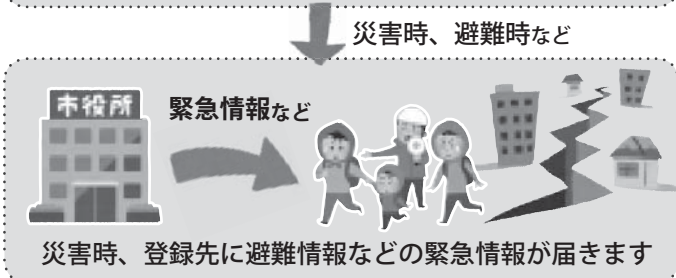 災害時、避難時など
市役所
緊急情報など
災害時、登録先に避難情報などの緊急情報が届きます